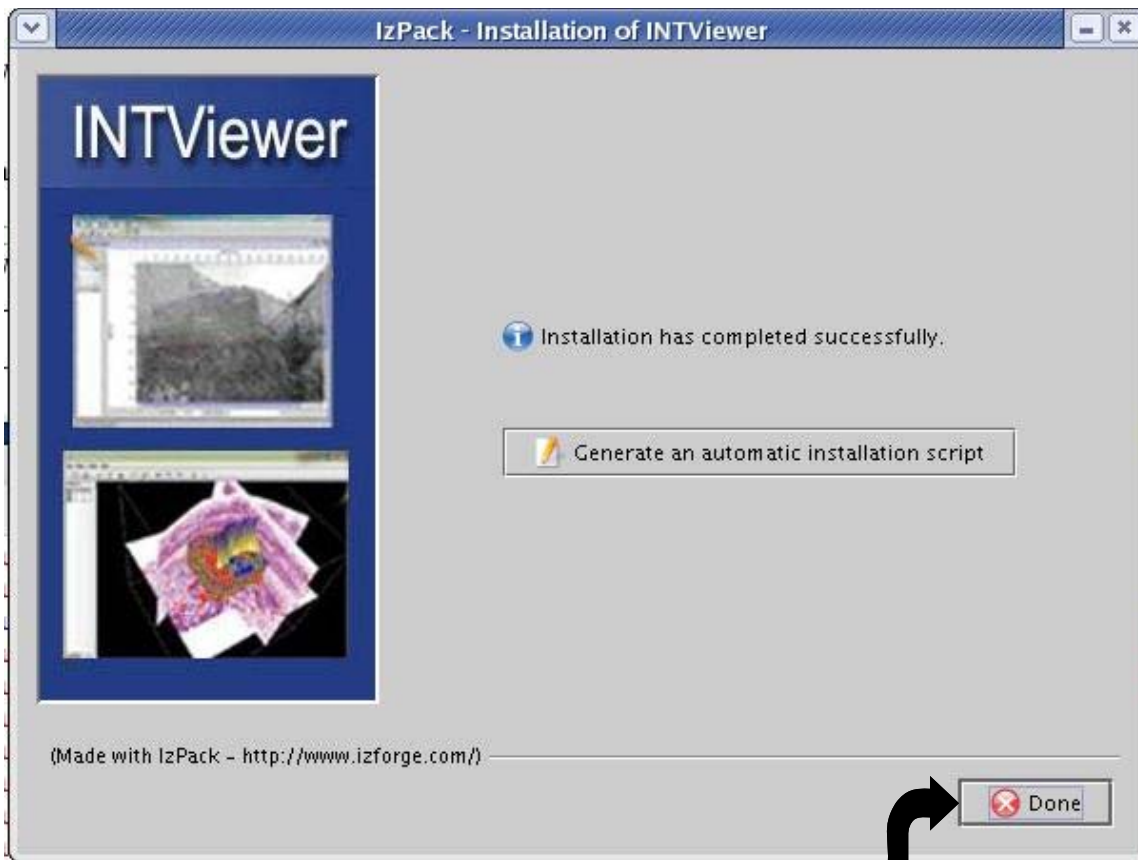 IzPack - Installation of INTViewer
INTViewer
Installation has completed successfully.
Generate an automatic installation script
(Made with IzPack - http://www.izforge.com/)
Done